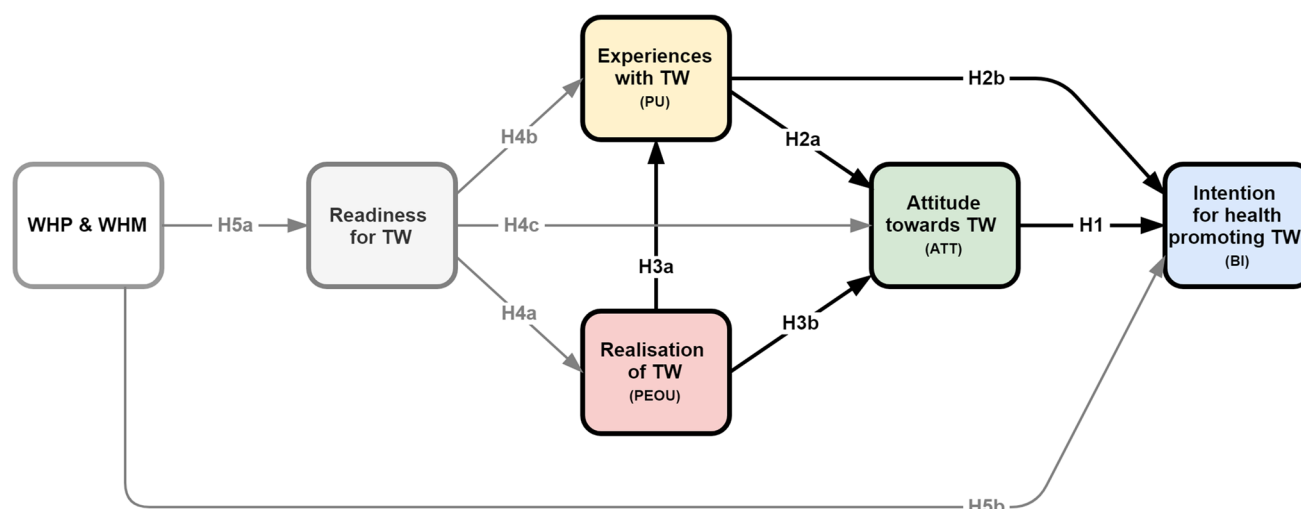 Experiences
with TW
(PU)
H2b
H4b
H2a
WHP & WHM
H5a
Readiness
for TW
H4c
Attitude
towards TW
(ATT)
H1
Intention
for health
promoting TW
(BI)
H3a
H4a
H3b
Realisation
of TW
(PEOU)
H5b